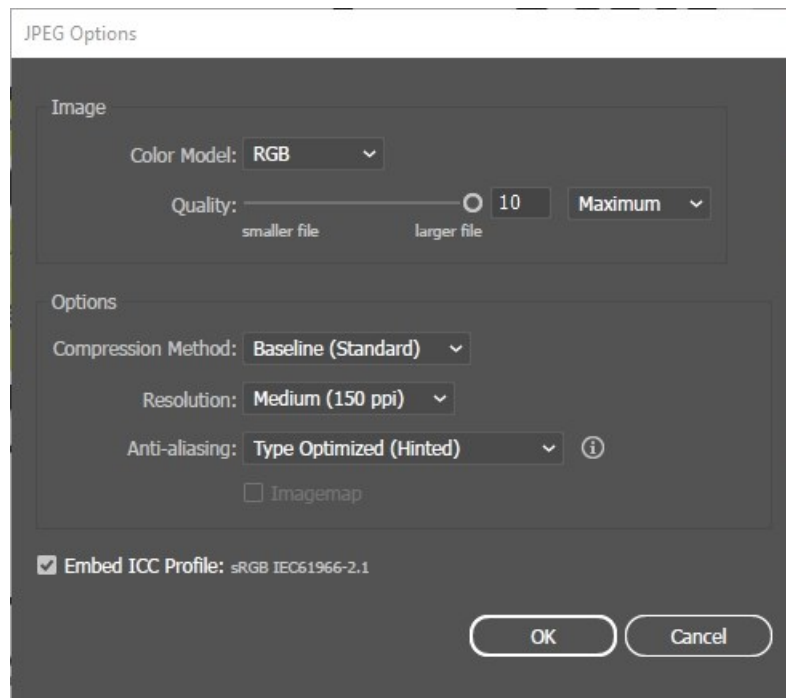 JPEG Options
Image
Color Model: RGB
Quality: 10 Maximum
smaller file larger file
Options
Compression Method: Baseline (Standard)
Resolution: Medium (150 ppi)
Anti-aliasing: Type Optimized (Hinted)
Imagemap
Embed ICC Profile: sRGB IEC61966-2.1
OK Cancel